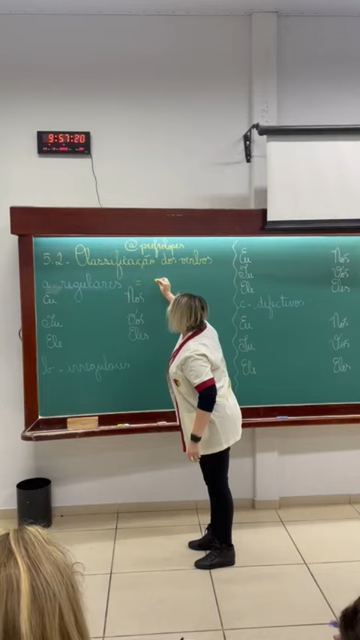 9:57:20
@profrolpers
5.2 - Classificação dos verbos
a - regulares =
Eu Nós
Tu Vós
Ele Eles
b - irregulares
Eu Nós
Tu Vós
Ele Eles
c - defectivos
Eu Nós
Tu Vós
Ele Eles